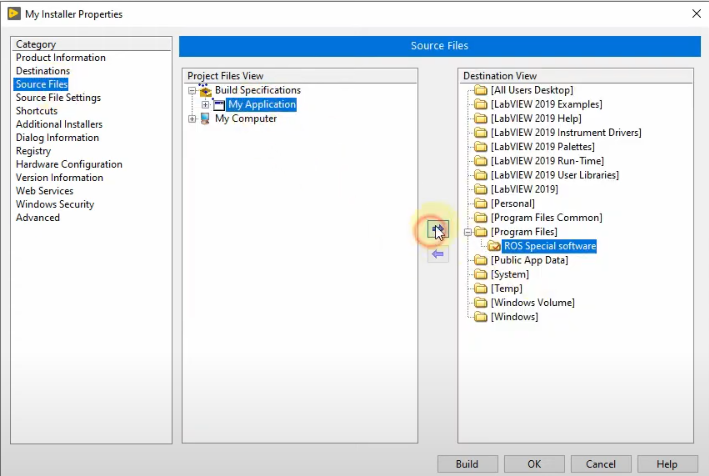 My Installer Properties
Category
Product Information
Destinations
Source Files
Source File Settings
Shortcuts
Additional Installers
Dialog Information
Registry
Hardware Configuration
Version Information
Web Services
Windows Security
Advanced
Source Files
Project Files View
Build Specifications
My Application
My Computer
Destination View
[All Users Desktop]
[LabVIEW 2019 Examples]
[LabVIEW 2019 Help]
[LabVIEW 2019 Instrument Drivers]
[LabVIEW 2019 Palettes]
[LabVIEW 2019 Run-Time]
[LabVIEW 2019 User Libraries]
[LabVIEW 2019]
[Personal]
[Program Files Common]
[Program Files]
ROS Special software
[Public App Data]
[System]
[Temp]
[Windows Volume]
[Windows]
Build
OK
Cancel
Help